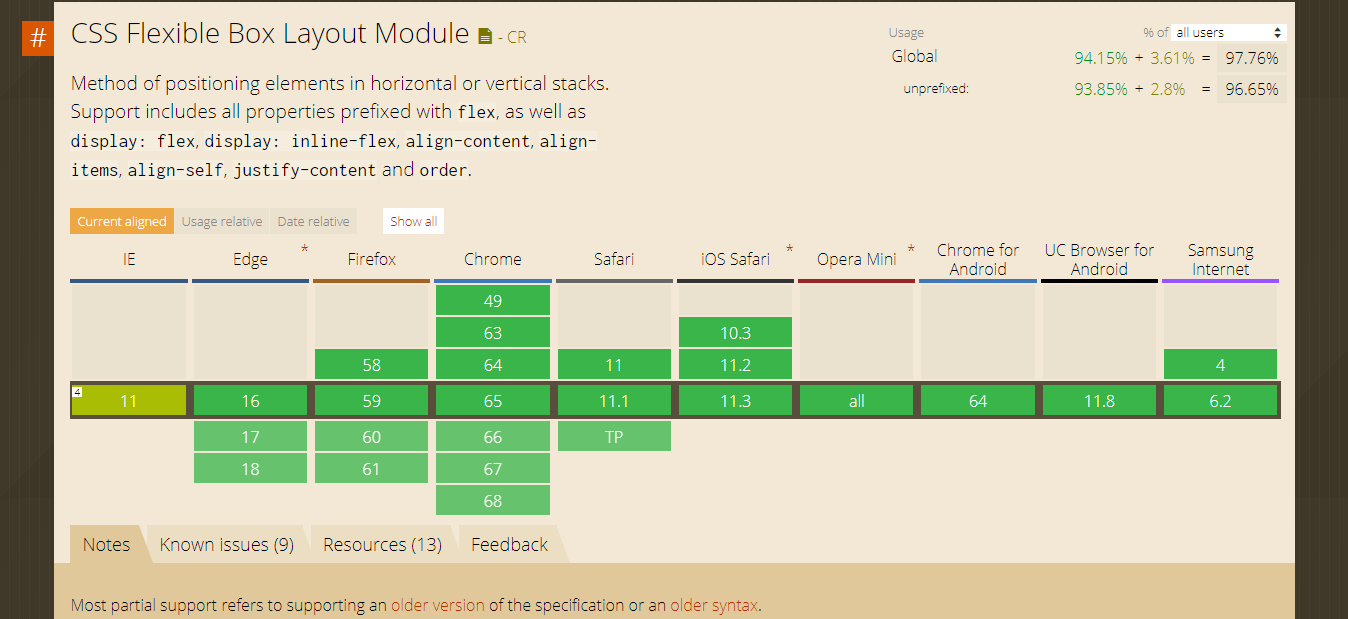 #
CSS Flexible Box Layout Module - CR
Usage % of all users
Global 94.15% + 3.61% = 97.76%
unprefixed: 93.85% + 2.8% = 96.65%
Method of positioning elements in horizontal or vertical stacks.
Support includes all properties prefixed with flex, as well as
display: flex, display: inline-flex, align-content, align-
items, align-self, justify-content and order.
Current aligned Usage relative Date relative Show all
IE Edge * Firefox Chrome Safari iOS Safari * Opera Mini * Chrome for Android UC Browser for Android Samsung Internet
49
63 10.3
58 64 11 11.2 4
4 11 16 59 65 11.1 11.3 all 64 11.8 6.2
17 60 66 TP
18 61 67
68
Notes Known issues (9) Resources (13) Feedback
Most partial support refers to supporting an older version of the specification or an older syntax.